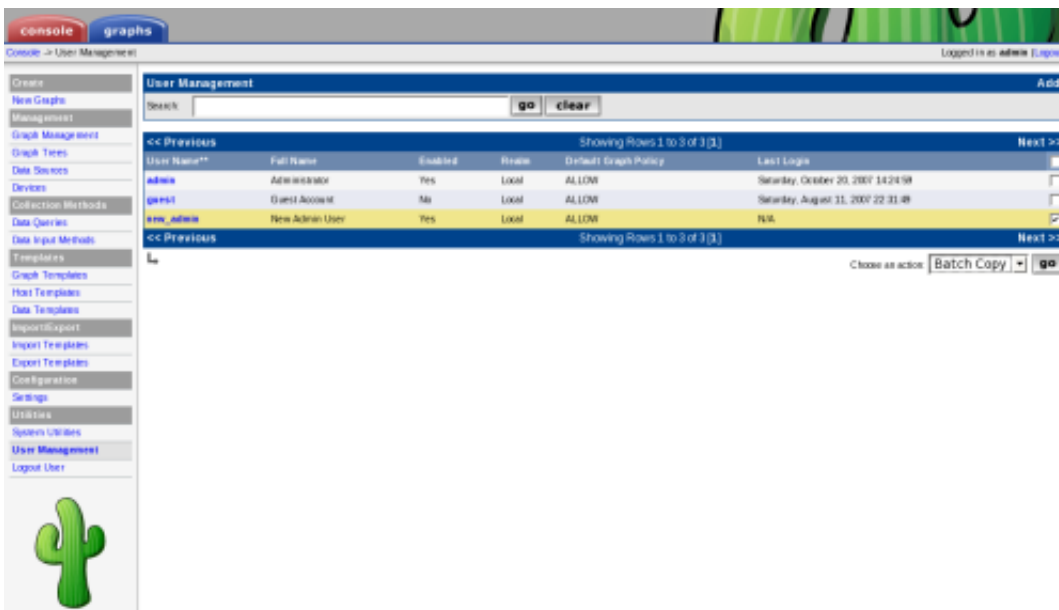 console graphs
Console -> User Management
Logged in as admin (Logou
Create
New Graphs
Management
Graph Management
Graph Trees
Data Sources
Devices
Collection Methods
Data Queries
Data Input Methods
Templates
Graph Templates
Host Templates
Data Templates
Import/Export
Import Templates
Export Templates
Configuration
Settings
Utilities
System Utilities
User Management
Logout User
User Management Add
Search: go clear
<< Previous Showing Rows 1 to 3 of 3 [1] Next >>
User Name** Full Name Enabled Realm Default Graph Policy Last Login
admin Administrator Yes Local ALLOW Saturday, October 20, 2007 14:24:59
guest Guest Account No Local ALLOW Saturday, August 11, 2007 22:31:49
new_admin New Admin User Yes Local ALLOW N/A
<< Previous Showing Rows 1 to 3 of 3 [1] Next >>
Choose an action: Batch Copy go